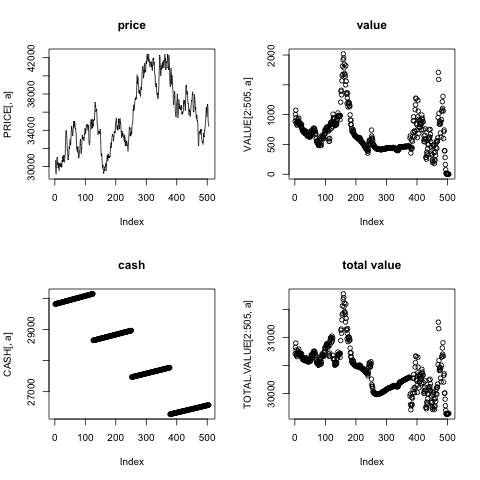 price
PRICE[, a]
30000 34000 38000 42000
0 100 200 300 400 500
Index
value
VALUE[2:505, a]
0 500 1000 2000
0 100 200 300 400 500
Index
cash
CASH[, a]
27000 29000
0 100 200 300 400 500
Index
total value
TOTAL.VALUE[2:505, a]
30000 31000
0 100 200 300 400 500
Index